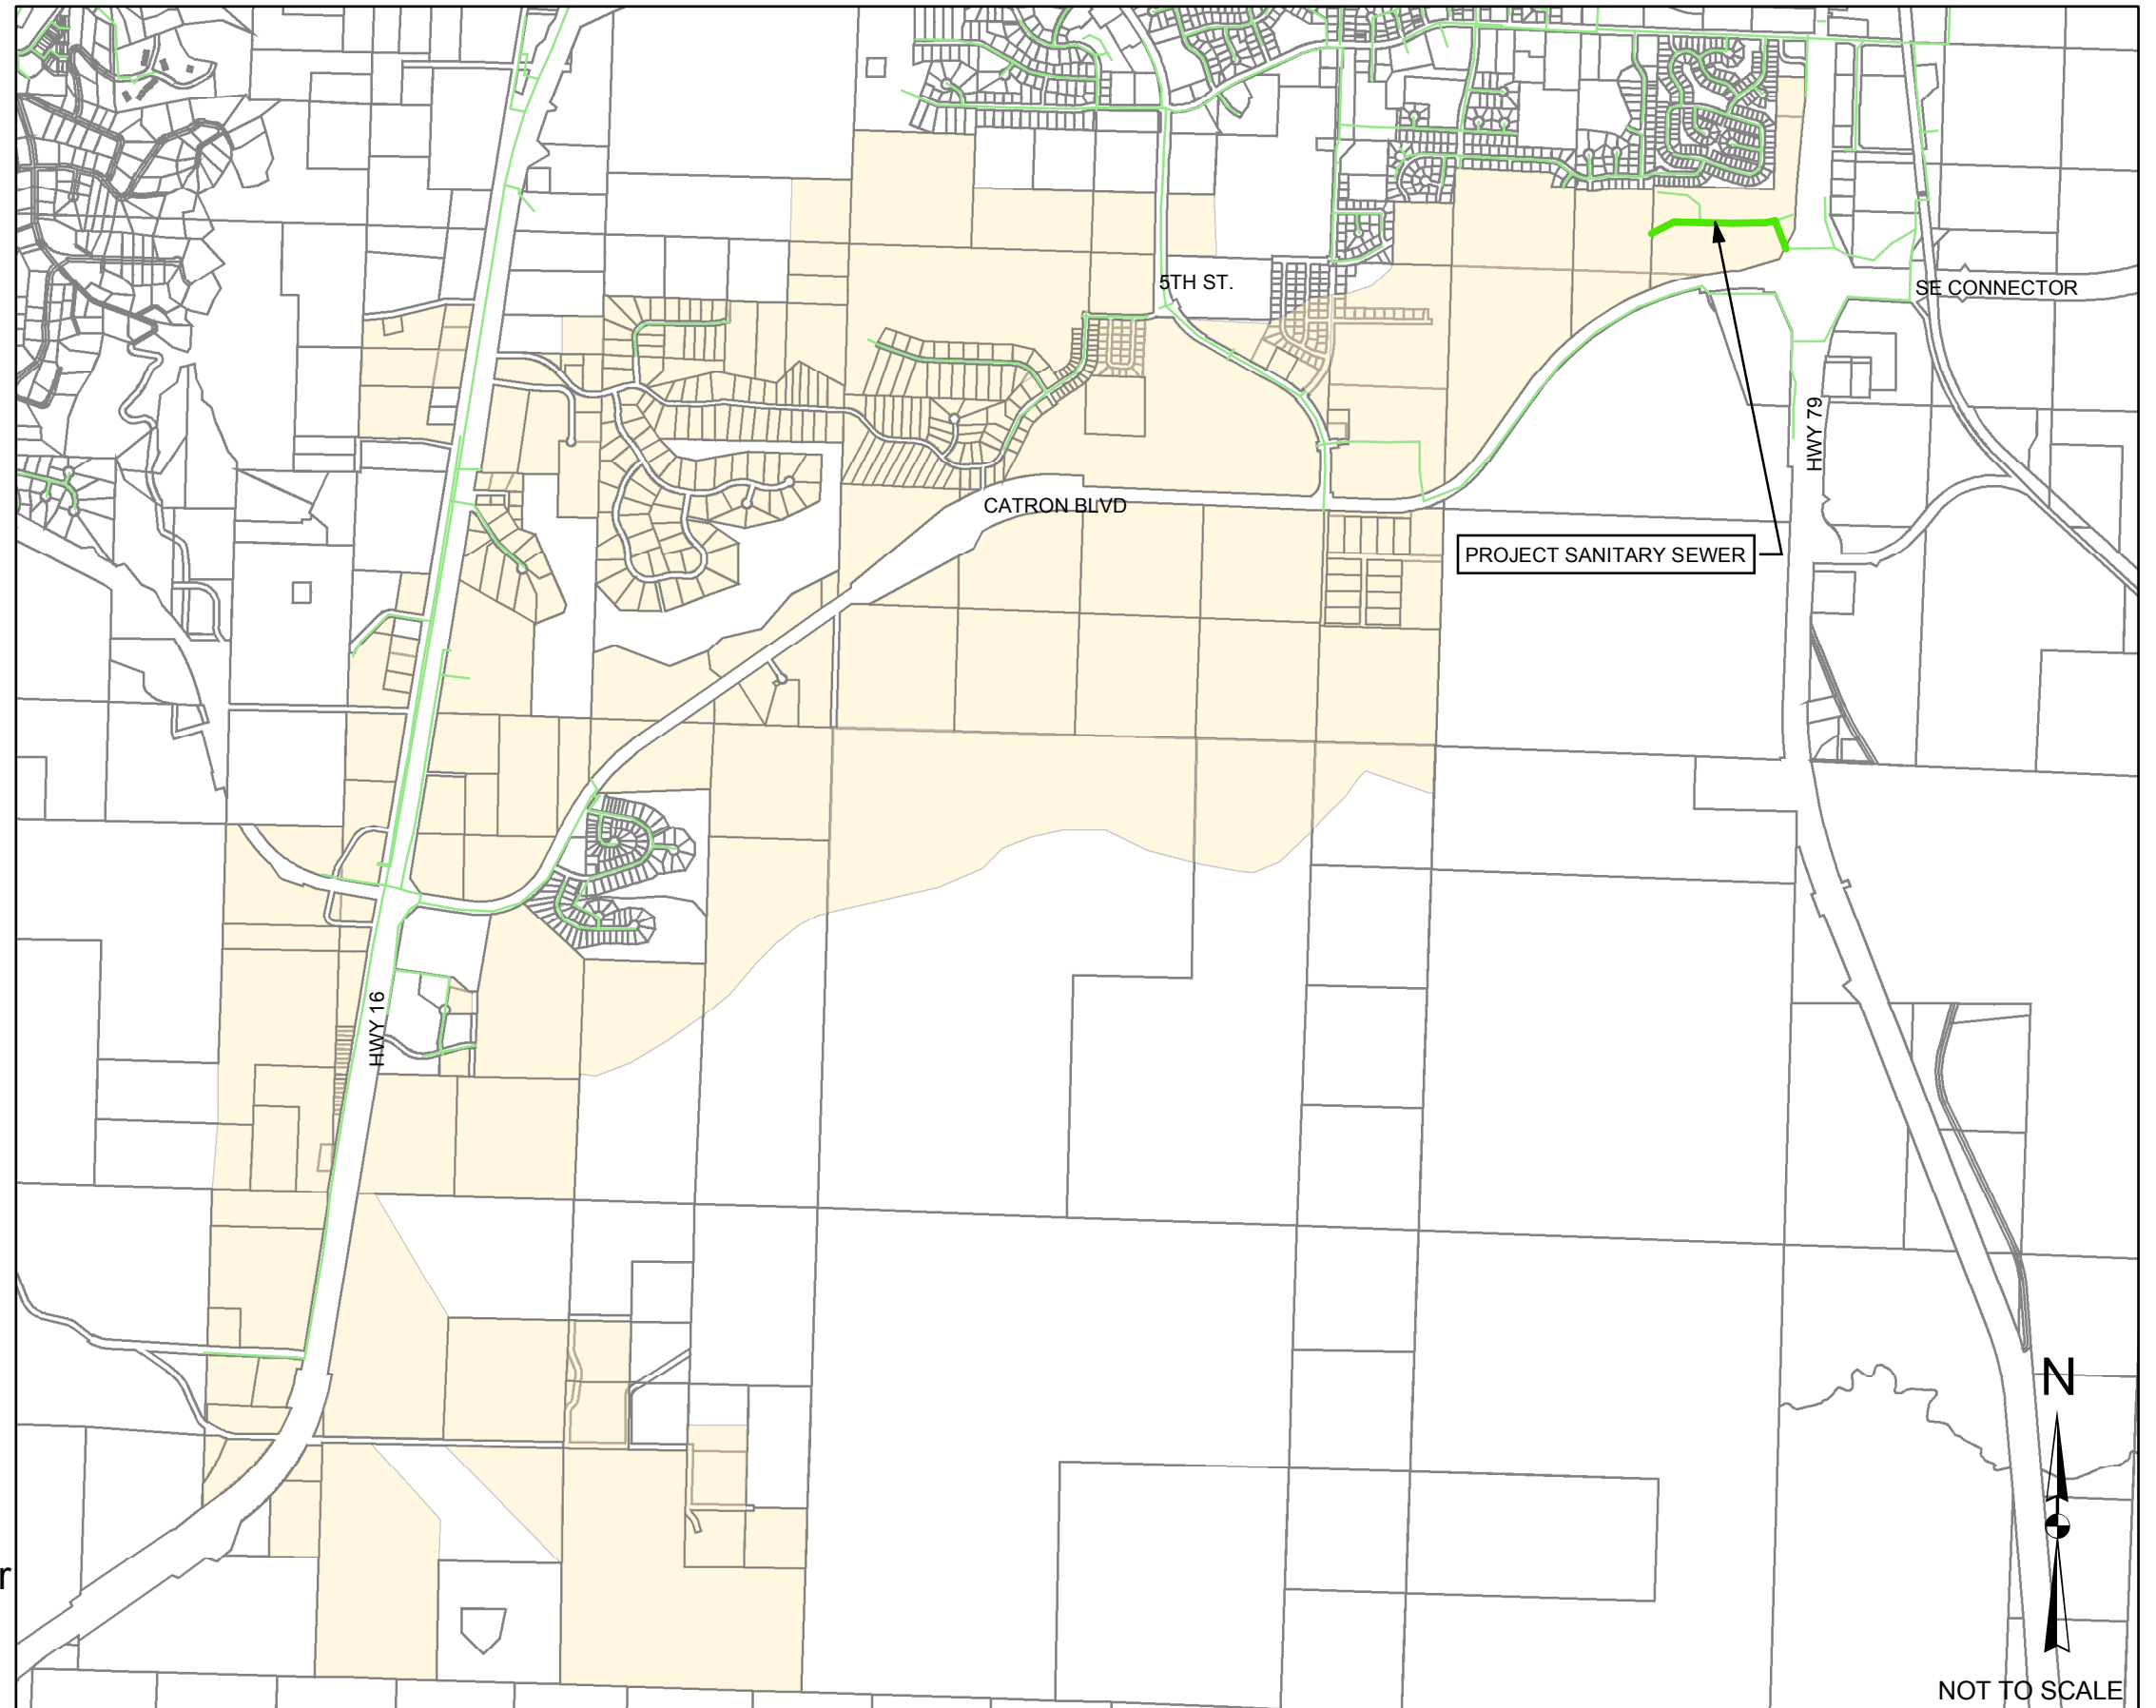 5TH ST.
SE CONNECTOR
HWY 79
CATRON BLVD
PROJECT SANITARY SEWER
HWY 16
N
r
NOT TO SCALE